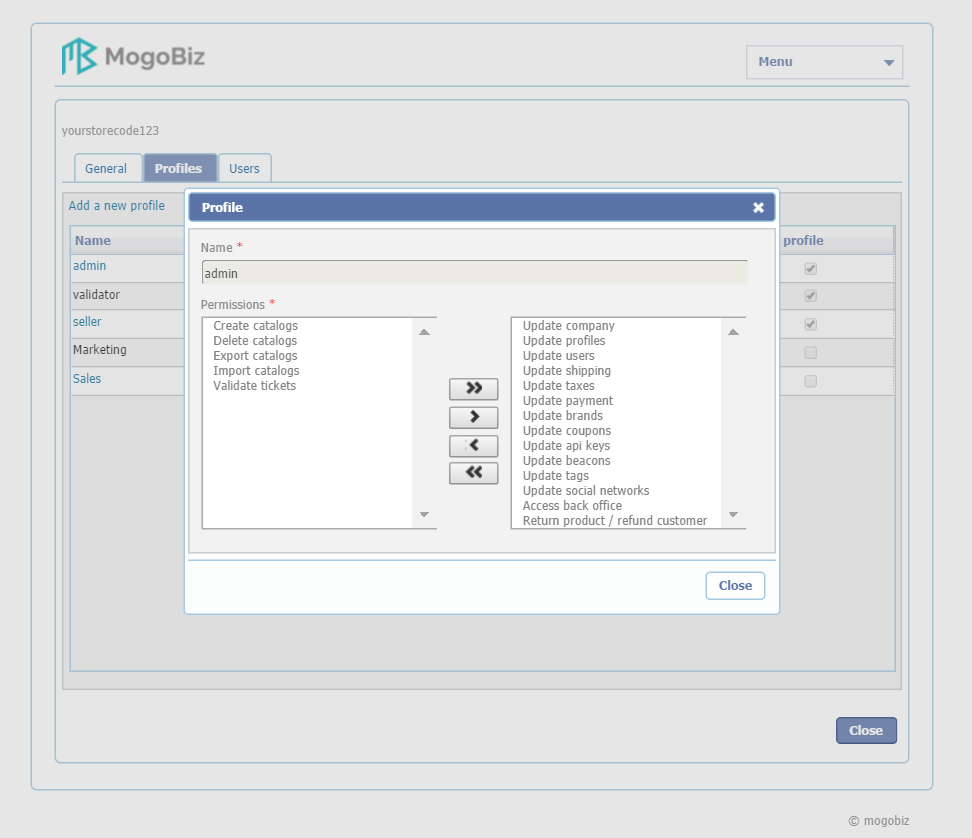 MogoBiz
Menu
yourstorecode123
General
Profiles
Users
Add a new profile
Profile
Name
profile
admin
validator
seller
Marketing
Sales
Name *
admin
Permissions *
Create catalogs
Delete catalogs
Export catalogs
Import catalogs
Validate tickets
Update company
Update profiles
Update users
Update shipping
Update taxes
Update payment
Update brands
Update coupons
Update api keys
Update beacons
Update tags
Update social networks
Access back office
Return product / refund customer
Close
Close
© mogobiz